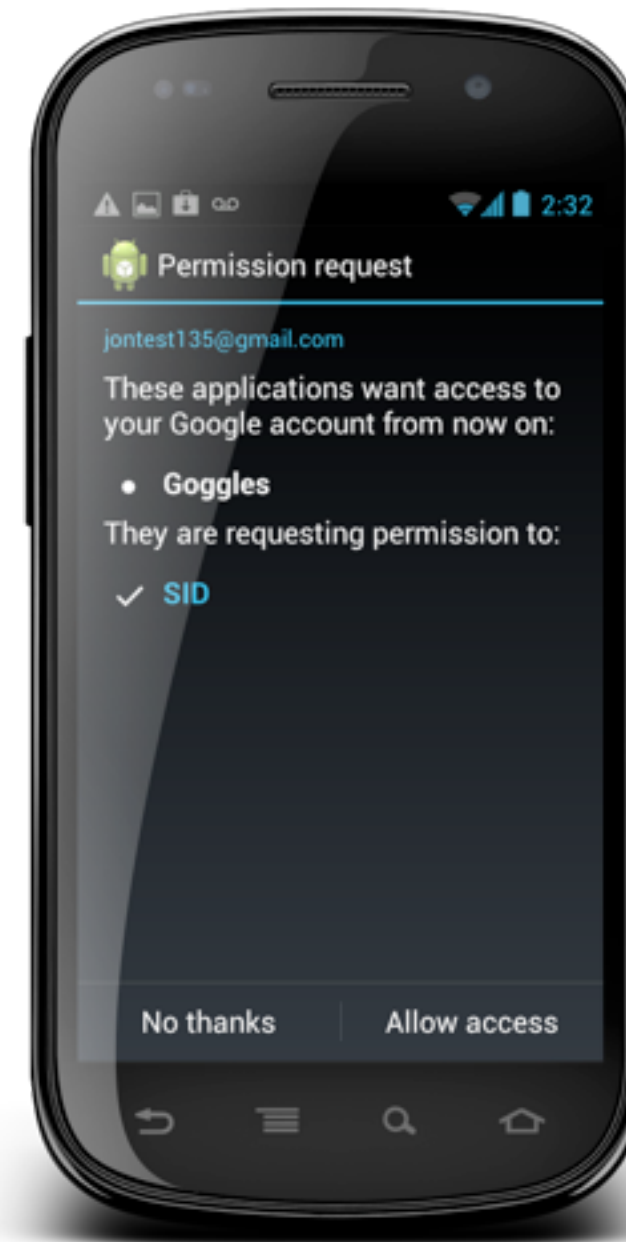 2:32
Permission request
jontest135@gmail.com
These applications want access to
your Google account from now on:
• Goggles
They are requesting permission to:
SID
No thanks
Allow access